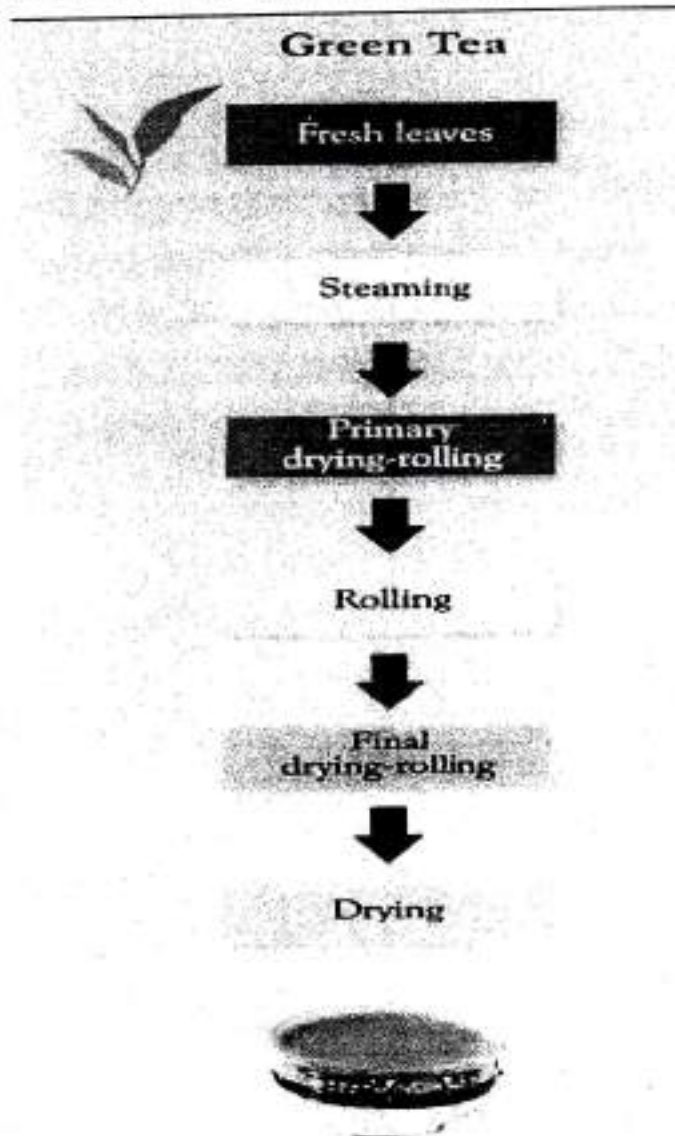 Green Tea
Fresh leaves
Steaming
Primary
drying-rolling
Rolling
Final
drying-rolling
Drying